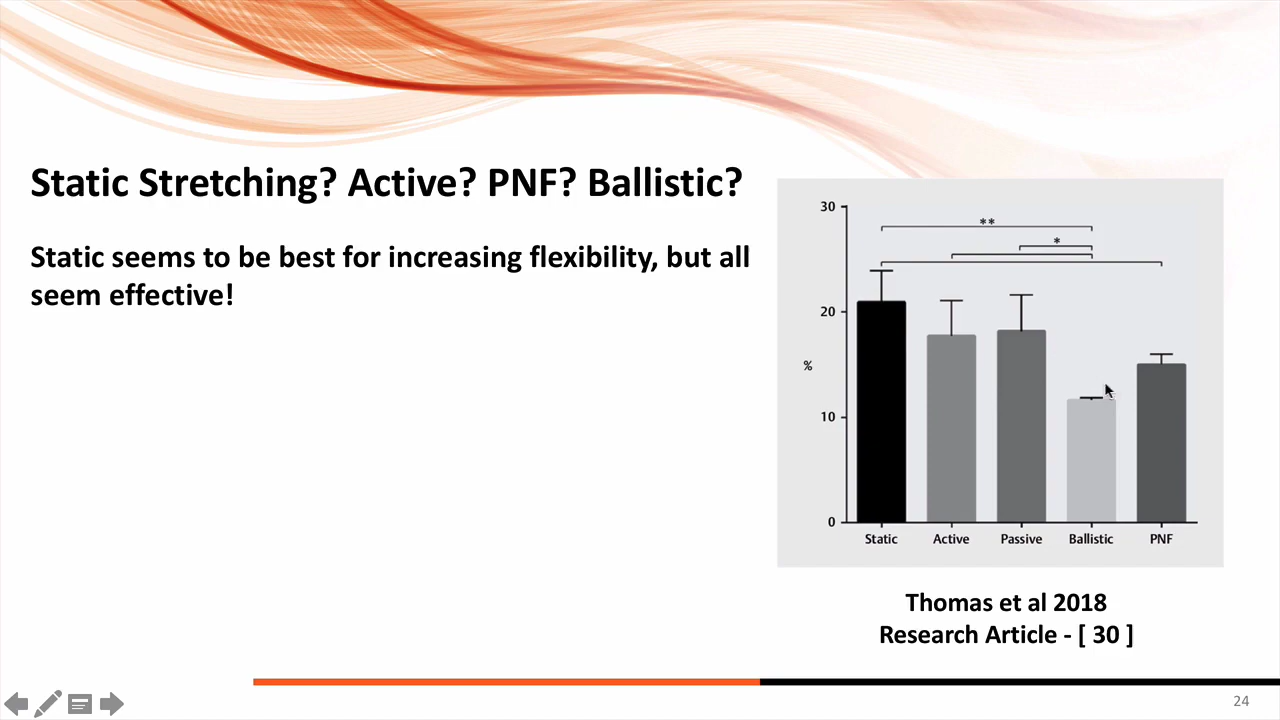 Static Stretching? Active? PNF? Ballistic?
Static seems to be best for increasing flexibility, but all
seem effective!
30
**
*
20
%
10
0
Static Active Passive Ballistic PNF
Thomas et al 2018
Research Article - [ 30 ]
24